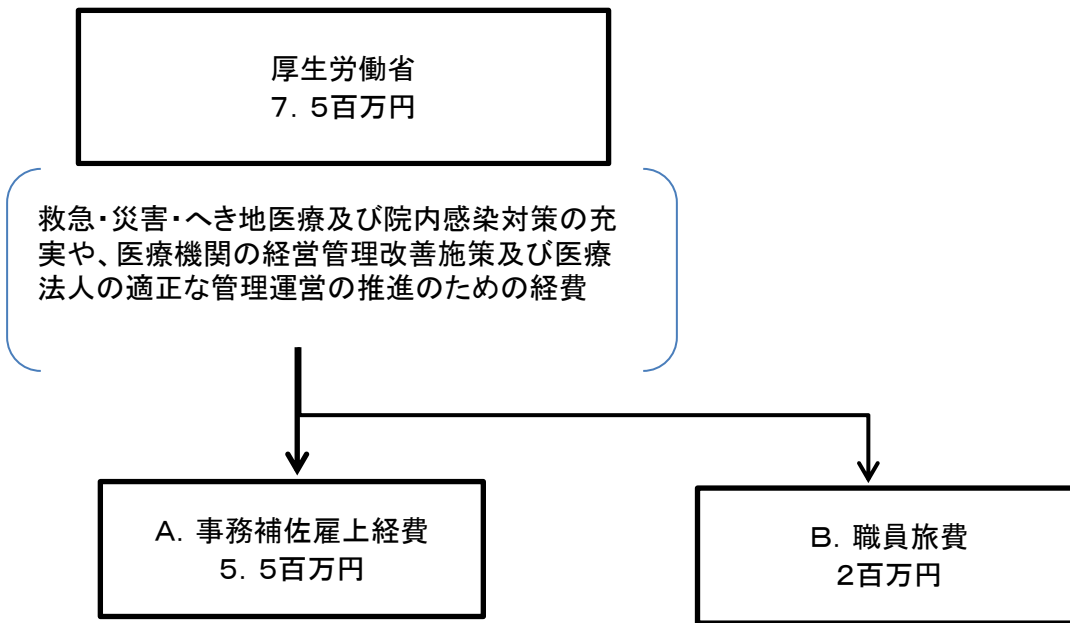 厚生労働省
7．5百万円
救急・災害・へき地医療及び院内感染対策の充
実や、医療機関の経営管理改善施策及び医療
法人の適正な管理運営の推進のための経費
A．事務補佐雇上経費
5．5百万円
B．職員旅費
2百万円